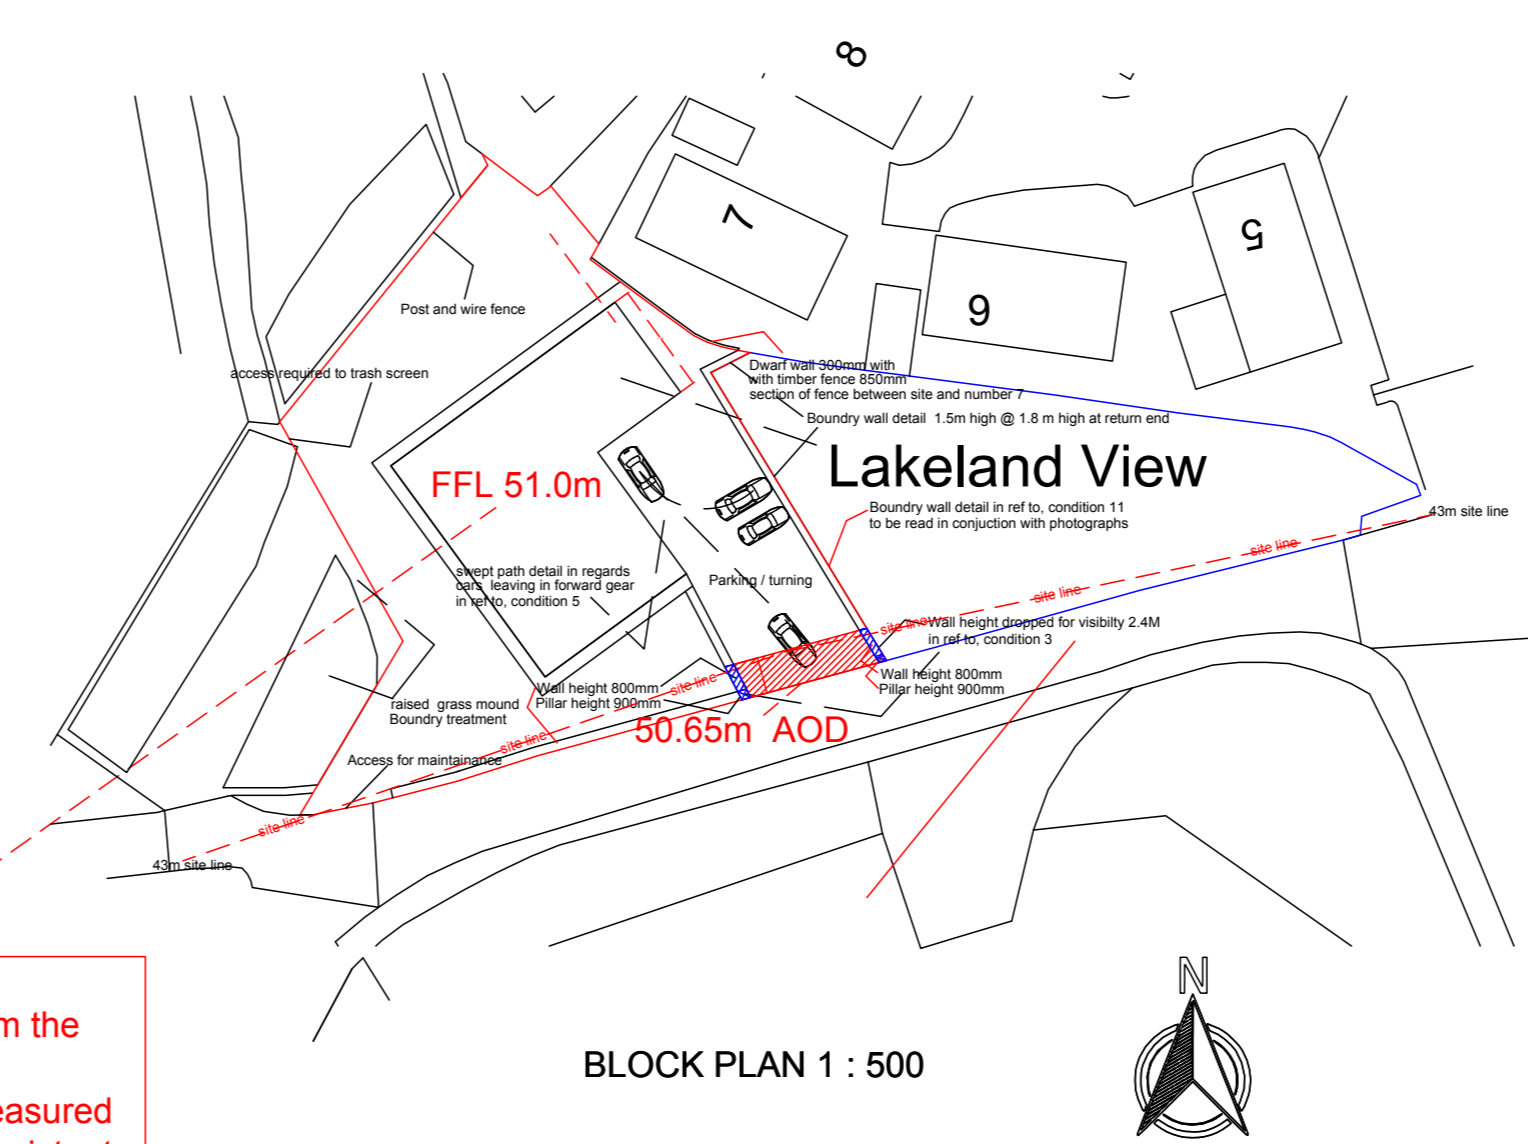 8
7
5
6
Post and wire fence
access required to trash screen
Dwarf wall 300mm with
with timber fence 850mm
section of fence between site and number 7
Boundry wall detail 1.5m high @ 1.8 m high at return end
Lakeland View
FFL 51.0m
Boundry wall detail in ref to, condition 11
to be read in conjuction with photographs
43m site line
site line
site line
swept path detail in regards
cars leaving in forward gear
in ref to, condition 5
Parking / turning
site line
Wall height dropped for visibilty 2.4M
in ref to, condition 3
Wall height 800mm
Pillar height 900mm
site line
Wall height 800mm
Pillar height 900mm
raised grass mound
Boundry treatment
50.65m AOD
site line
Access for maintainance
site line
43m site line
m the
easured
BLOCK PLAN 1 : 500
N